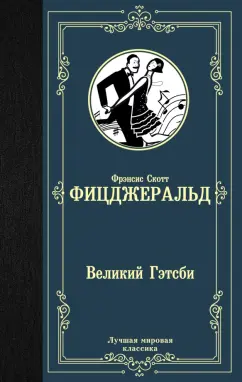 Фрэнсис Скотт
ФИЦДЖЕРАЛЬД
Великий Гэтсби
Лучшая мировая
классика